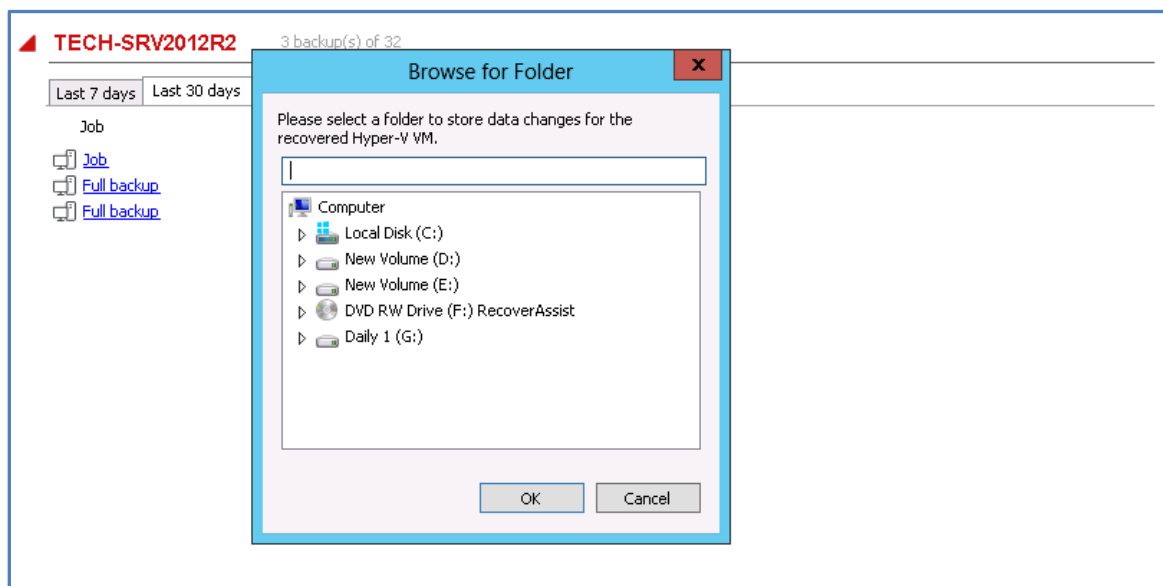 TECH-SRV2012R2 3 backup(s) of 32
Browse for Folder
x
Last 7 days Last 30 days
Please select a folder to store data changes for the
recovered Hyper-V VM.
Job
Job
Full backup
Full backup
Computer
Local Disk (C:)
New Volume (D:)
New Volume (E:)
DVD RW Drive (F:) RecoverAssist
Daily 1 (G:)
OK Cancel